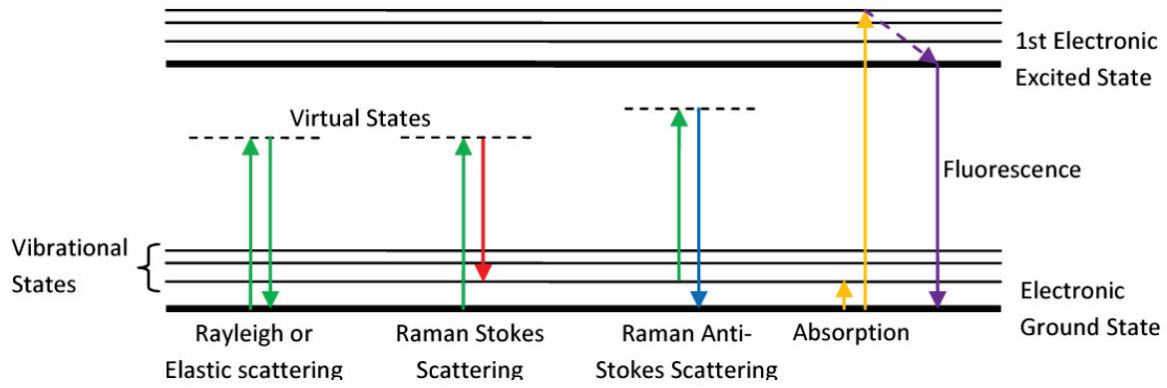 1st Electronic
Excited State
Virtual States
Fluorescence
Vibrational
States
Electronic
Ground State
Rayleigh or
Elastic scattering
Raman Stokes
Scattering
Raman Anti-
Stokes Scattering
Absorption